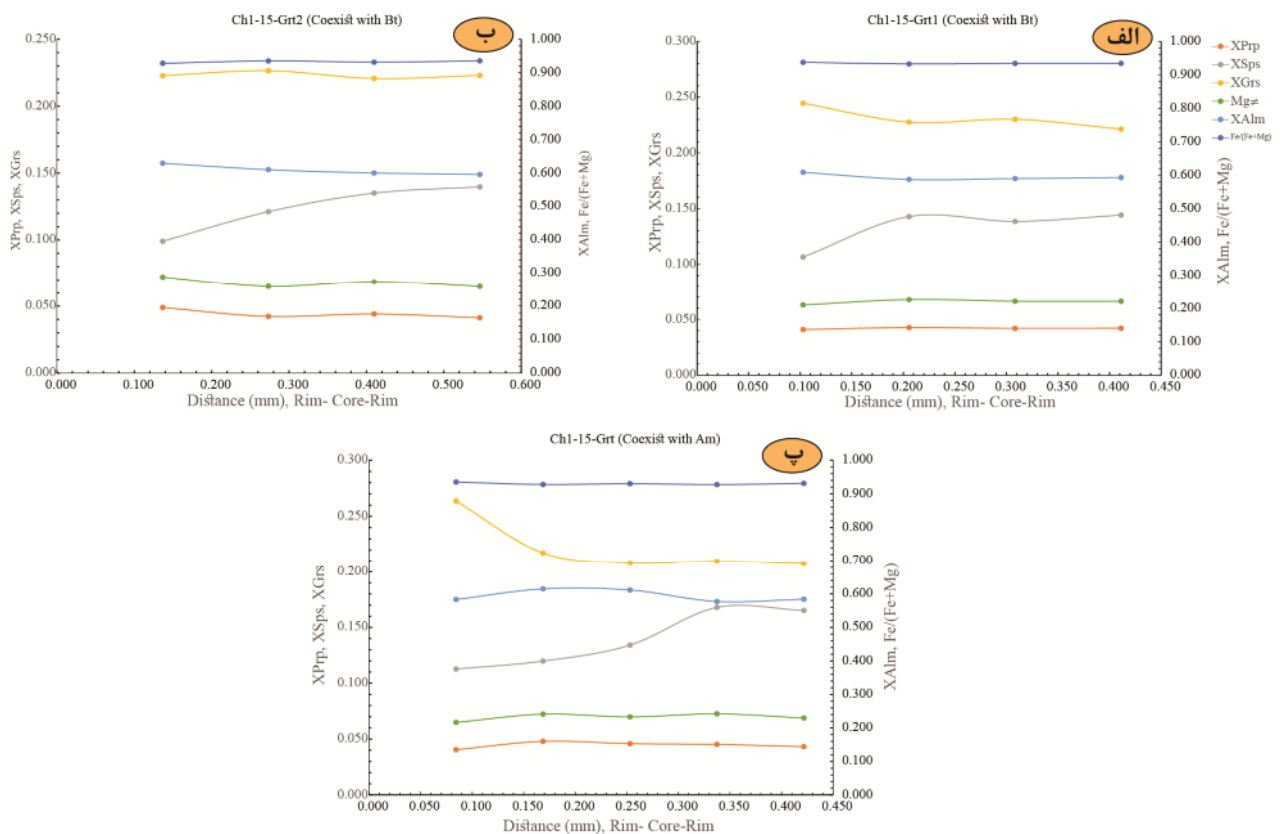 Ch1-15-Grt2 (Coexist with Bt)
ب
0.250
0.200
0.150
0.100
0.050
0.000
XPrp, XSps, XGrs
1.000
0.900
0.800
0.700
0.600
0.500
0.400
0.300
0.200
0.100
0.000
XAlm, Fe/(Fe+Mg)
0.000 0.100 0.200 0.300 0.400 0.500 0.600
Distance (mm), Rim- Core-Rim
Ch1-15-Grt1 (Coexist with Bt)
الف
0.300
0.250
0.200
0.150
0.100
0.050
0.000
XPrp, XSps, XGrs
1.000
0.900
0.800
0.700
0.600
0.500
0.400
0.300
0.200
0.100
0.000
XAlm, Fe/(Fe+Mg)
0.000 0.050 0.100 0.150 0.200 0.250 0.300 0.350 0.400 0.450
Distance (mm), Rim- Core-Rim
XPrp
XSps
XGrs
Mg≠
XAlm
Fe/(Fe+Mg)
Ch1-15-Grt (Coexist with Am)
پ
0.300
0.250
0.200
0.150
0.100
0.050
0.000
XPrp, XSps, XGrs
1.000
0.900
0.800
0.700
0.600
0.500
0.400
0.300
0.200
0.100
0.000
XAlm, Fe/(Fe+Mg)
0.000 0.050 0.100 0.150 0.200 0.250 0.300 0.350 0.400 0.450
Distance (mm), Rim- Core-Rim